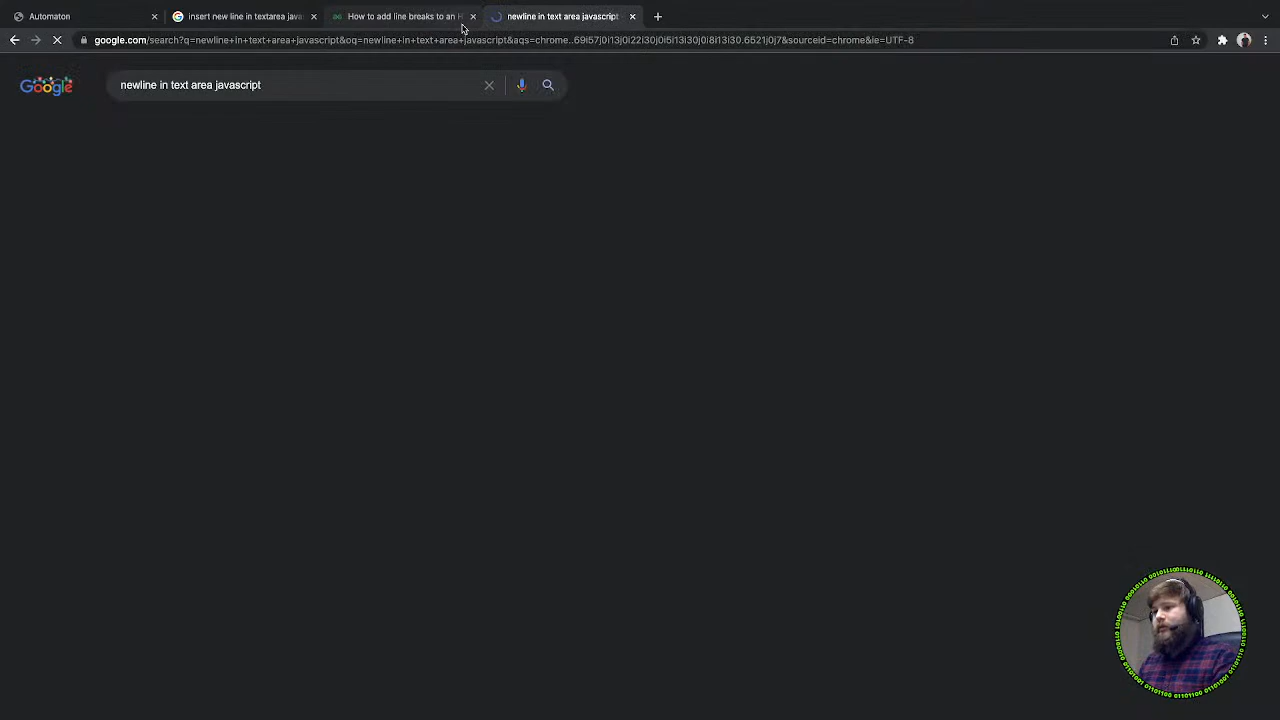 Automaton
insert new line in textarea java
How to add line breaks to an H
newline in text area javascript
google.com/search?q=newline+in+text+area+javascript&oq=newline+in+text+area+javascript&aqs=chrome..69i57j0i13j0i22i30j0i5i13i30j0i8i13i30.6521j0j7&sourceid=chrome&ie=UTF-8
Google
newline in text area javascript